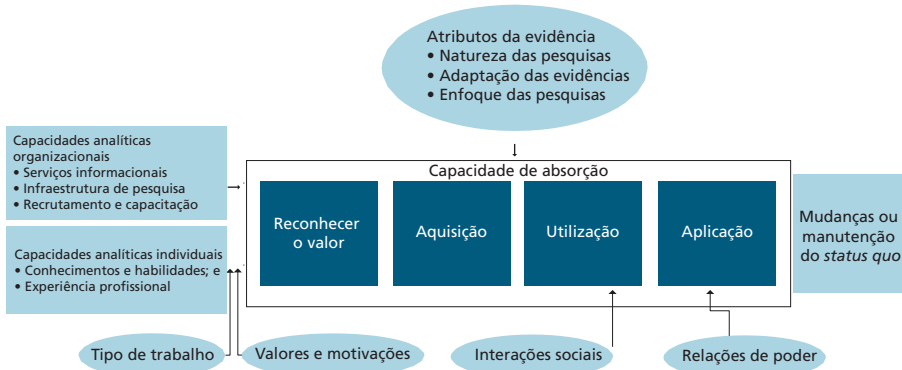 Atributos da evidência
• Natureza das pesquisas
• Adaptação das evidências
• Enfoque das pesquisas
Capacidades analíticas
organizacionais
• Serviços informacionais
• Infraestrutura de pesquisa
• Recrutamento e capacitação
Capacidades analíticas individuais
• Conhecimentos e habilidades; e
• Experiência profissional
Capacidade de absorção
Reconhecer
o valor
Aquisição
Utilização
Aplicação
Mudanças ou
manutenção
do status quo
Tipo de trabalho
Valores e motivações
Interações sociais
Relações de poder